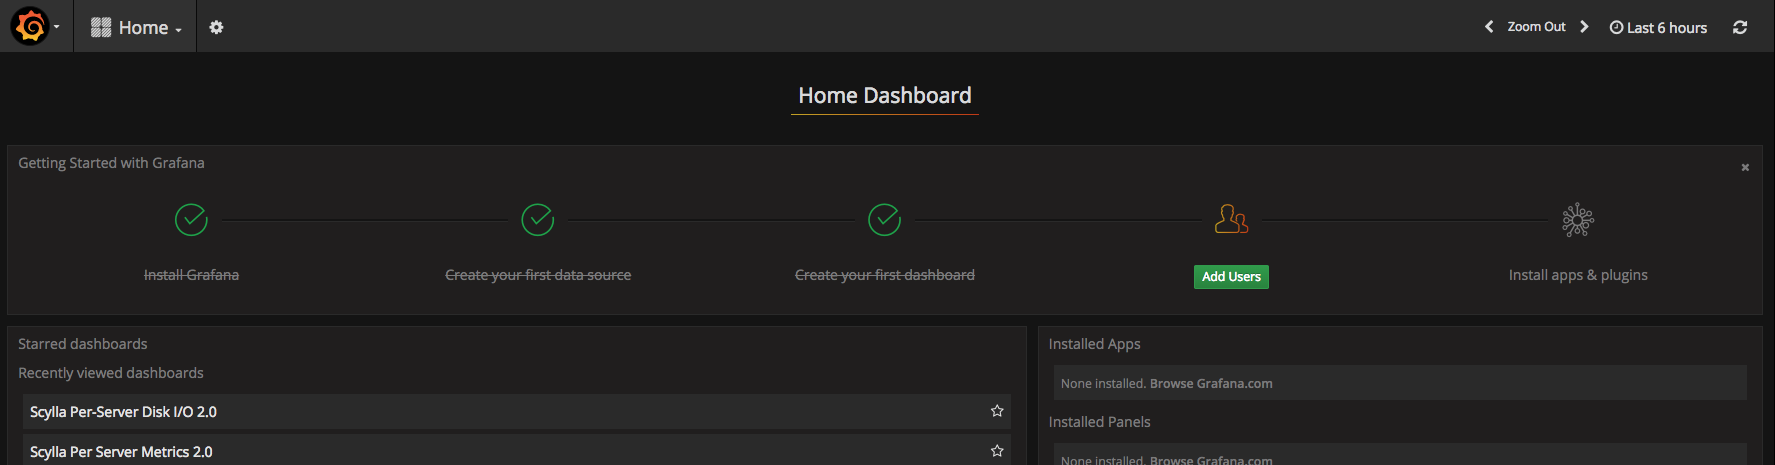 Home
Zoom Out
Last 6 hours
Home Dashboard
Getting Started with Grafana
Install Grafana
Create your first data source
Create your first dashboard
Add Users
Install apps & plugins
Starred dashboards
Recently viewed dashboards
Scylla Per-Server Disk I/O 2.0
Scylla Per Server Metrics 2.0
Installed Apps
None installed. Browse Grafana.com
Installed Panels
None installed. Browse Grafana.com